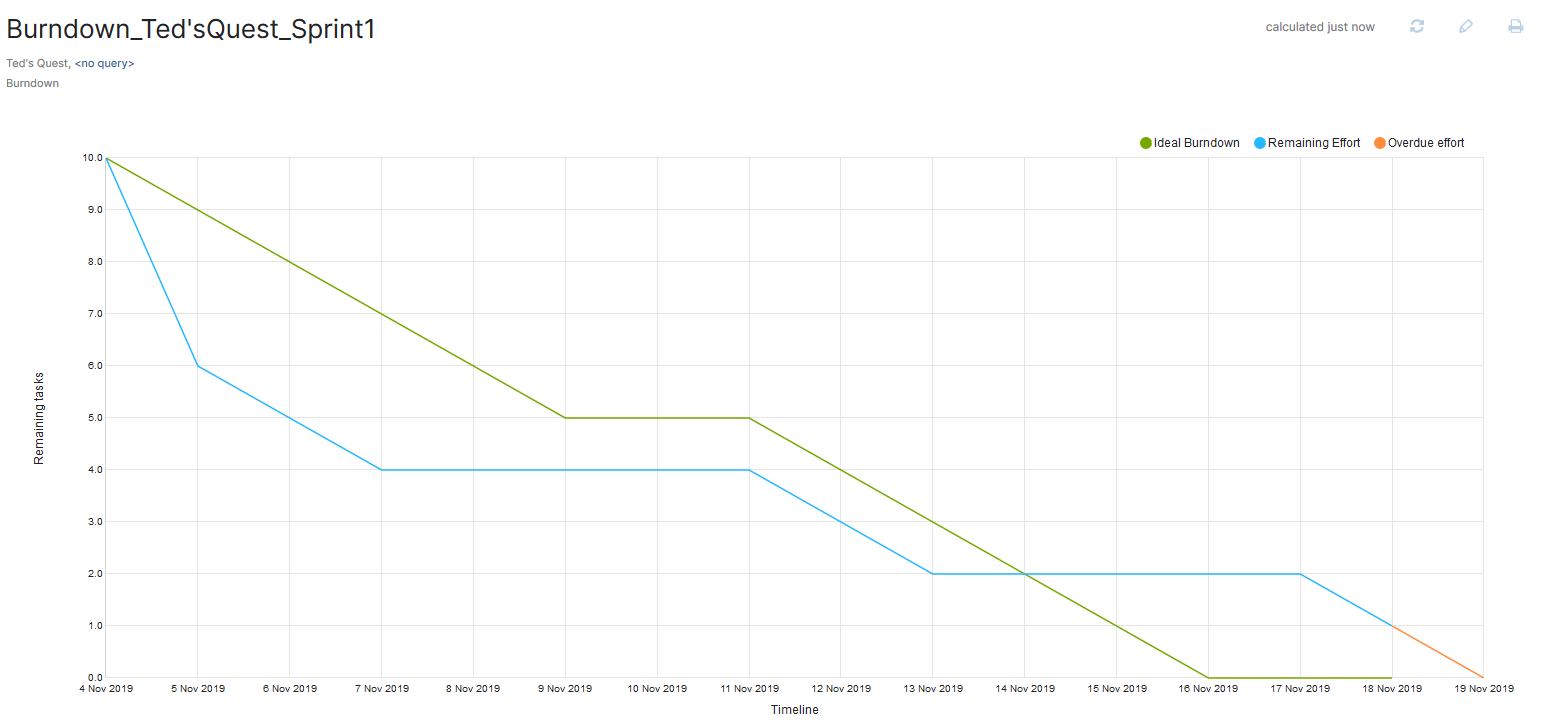 Burndown_Ted'sQuest_Sprint1
calculated just now
Ted's Quest, <no query>
Burndown
Ideal Burndown Remaining Effort Overdue effort
10.0
9.0
8.0
7.0
6.0
5.0
4.0
3.0
2.0
1.0
0.0
Remaining tasks
4 Nov 2019 5 Nov 2019 6 Nov 2019 7 Nov 2019 8 Nov 2019 9 Nov 2019 10 Nov 2019 11 Nov 2019 12 Nov 2019 13 Nov 2019 14 Nov 2019 15 Nov 2019 16 Nov 2019 17 Nov 2019 18 Nov 2019 19 Nov 2019
Timeline